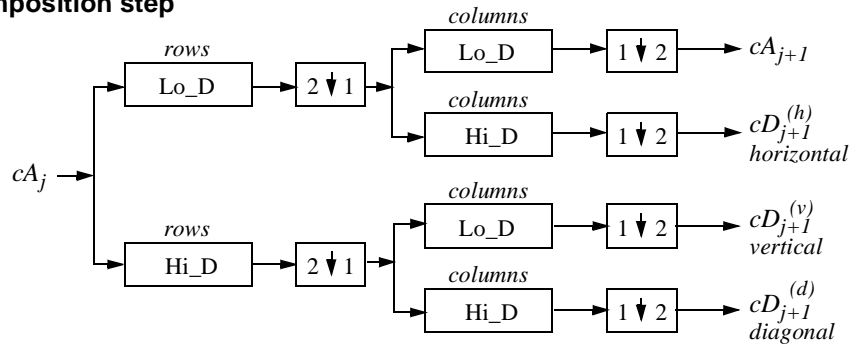 mposition step
rows
Lo_D
2 ↓ 1
columns
Lo_D
1 ↓ 2
cA_{j+1}
columns
Hi_D
1 ↓ 2
cD_{j+1}^{(h)}
horizontal
cA_j
rows
Hi_D
2 ↓ 1
columns
Lo_D
1 ↓ 2
cD_{j+1}^{(v)}
vertical
columns
Hi_D
1 ↓ 2
cD_{j+1}^{(d)}
diagonal